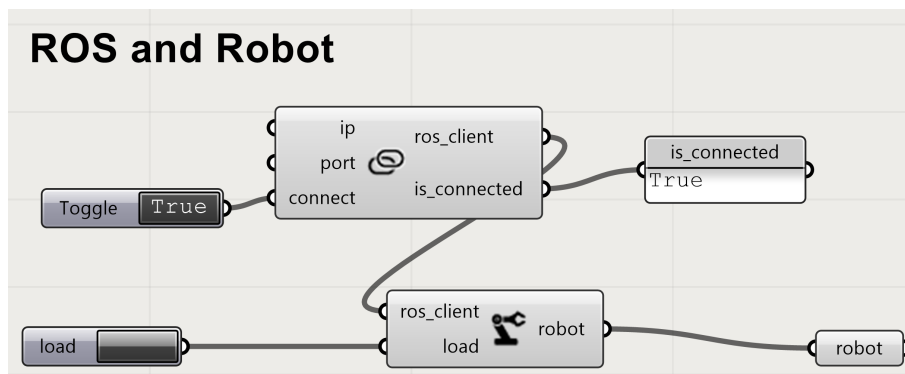 ROS and Robot
ip
port
connect
ros_client
is_connected
is_connected
True
Toggle
True
ros_client
load
robot
load
robot